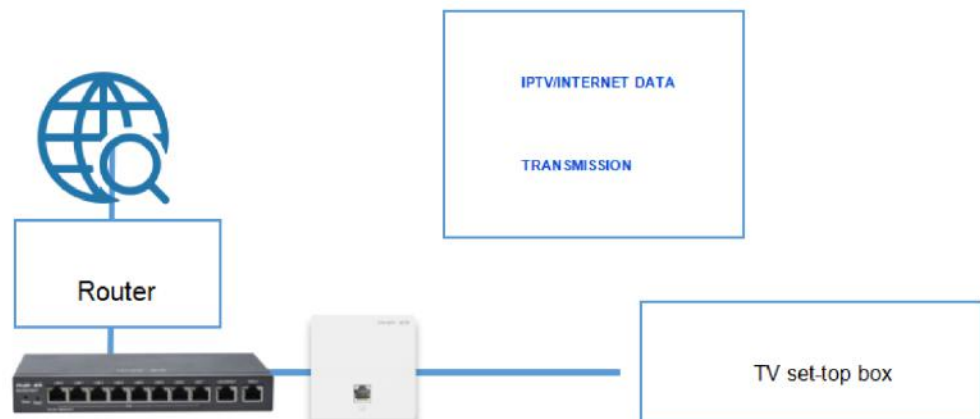 IPTV/INTERNET DATA
TRANSMISSION
Router
TV set-top box